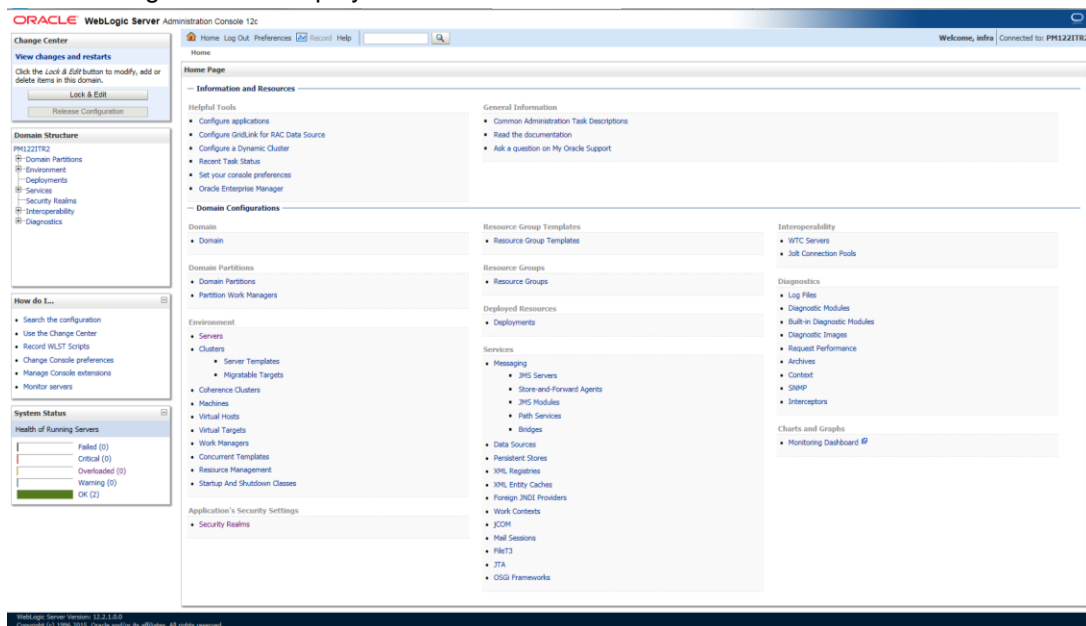 ORACLE WebLogic Server Administration Console 12c
Change Center
View changes and restarts
Click the Lock & Edit button to modify, add or
delete items in this domain.
Lock & Edit
Release Configuration
Domain Structure
PM122ITR2
Domain Partitions
Environment
Deployments
Services
Security Realms
Interoperability
Diagnostics
How do I...
Search the configuration
Use the Change Center
Record WLST Scripts
Change Console preferences
Manage Console extensions
Monitor servers
System Status
Health of Running Servers
Failed (0)
Critical (0)
Overloaded (0)
Warning (0)
OK (2)
Home Log Out Preferences Record Help
Welcome, infra Connected to: PM122ITR2
Home
Home Page
Information and Resources
Helpful Tools
Configure applications
Configure GridLink for RAC Data Source
Configure a Dynamic Cluster
Recent Task Status
Set your console preferences
Oracle Enterprise Manager
General Information
Common Administration Task Descriptions
Read the documentation
Ask a question on My Oracle Support
Domain Configurations
Domain
Domain
Domain Partitions
Domain Partitions
Partition Work Managers
Environment
Servers
Clusters
Server Templates
Migratable Targets
Coherence Clusters
Machines
Virtual Hosts
Virtual Targets
Work Managers
Concurrent Templates
Resource Management
Startup And Shutdown Classes
Application's Security Settings
Security Realms
Resource Group Templates
Resource Group Templates
Resource Groups
Resource Groups
Deployed Resources
Deployments
Services
Messaging
JMS Servers
Store-and-Forward Agents
JMS Modules
Path Services
Bridges
Data Sources
Persistent Stores
XML Registries
XML Entity Caches
Foreign JNDI Providers
Work Contexts
jCOM
Mail Sessions
FileT3
JTA
OSGi Frameworks
Interoperability
WTC Servers
Jolt Connection Pools
Diagnostics
Log Files
Diagnostic Modules
Built-in Diagnostic Modules
Diagnostic Images
Request Performance
Archives
Context
SNMP
Interceptors
Charts and Graphs
Monitoring Dashboard
WebLogic Server Version: 12.2.1.0.0
Copyright (c) 1996,2015, Oracle and/or its affiliates. All rights reserved.